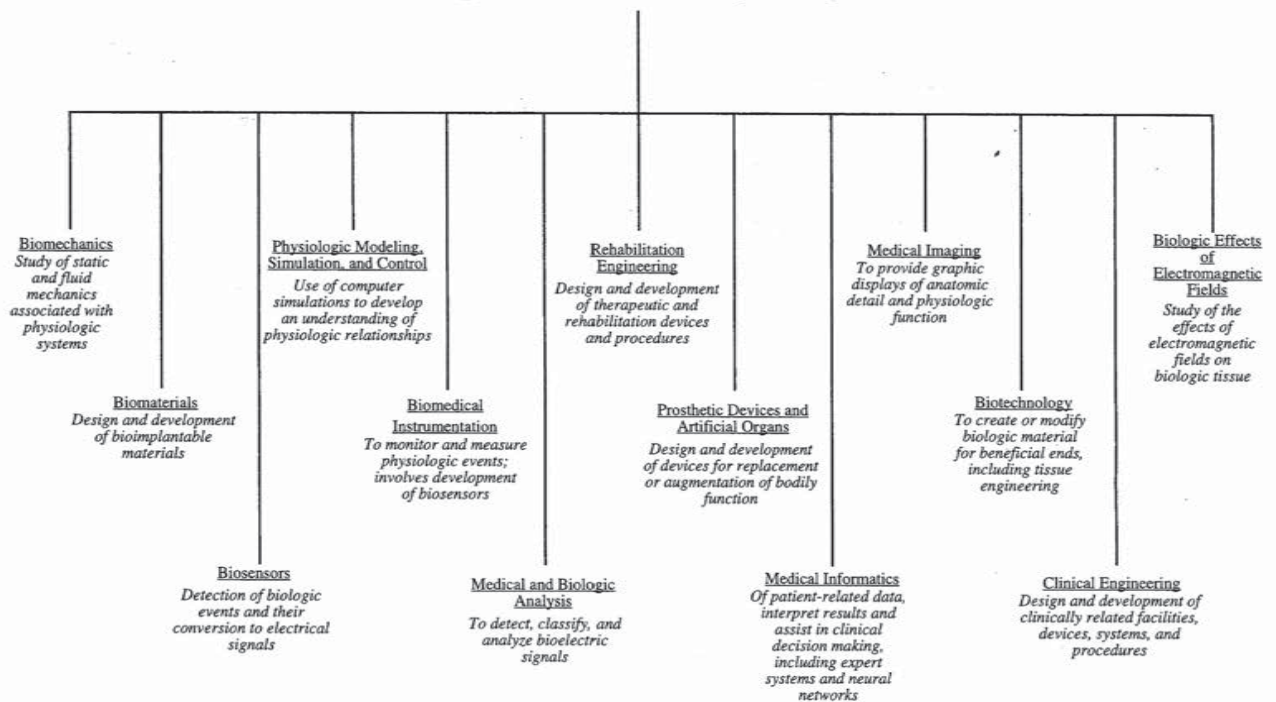 Biomechanics
Study of static
and fluid
mechanics
associated with
physiologic
systems
Biomaterials
Design and development
of bioimplantable
materials
Biosensors
Detection of biologic
events and their
conversion to electrical
signals
Physiologic Modeling,
Simulation, and Control
Use of computer
simulations to develop
an understanding of
physiologic relationships
Biomedical
Instrumentation
To monitor and measure
physiologic events;
involves development
of biosensors
Medical and Biologic
Analysis
To detect, classify, and
analyze bioelectric
signals
Rehabilitation
Engineering
Design and development
of therapeutic and
rehabilitation devices
and procedures
Prosthetic Devices and
Artificial Organs
Design and development
of devices for replacement
or augmentation of bodily
function
Medical Informatics
Of patient-related data,
interpret results and
assist in clinical
decision making,
including expert
systems and neural
networks
Medical Imaging
To provide graphic
displays of anatomic
detail and physiologic
function
Biotechnology
To create or modify
biologic material
for beneficial ends,
including tissue
engineering
Clinical Engineering
Design and development of
clinically related facilities,
devices, systems, and
procedures
Biologic Effects
of
Electromagnetic
Fields
Study of the
effects of
electromagnetic
fields on
biologic tissue